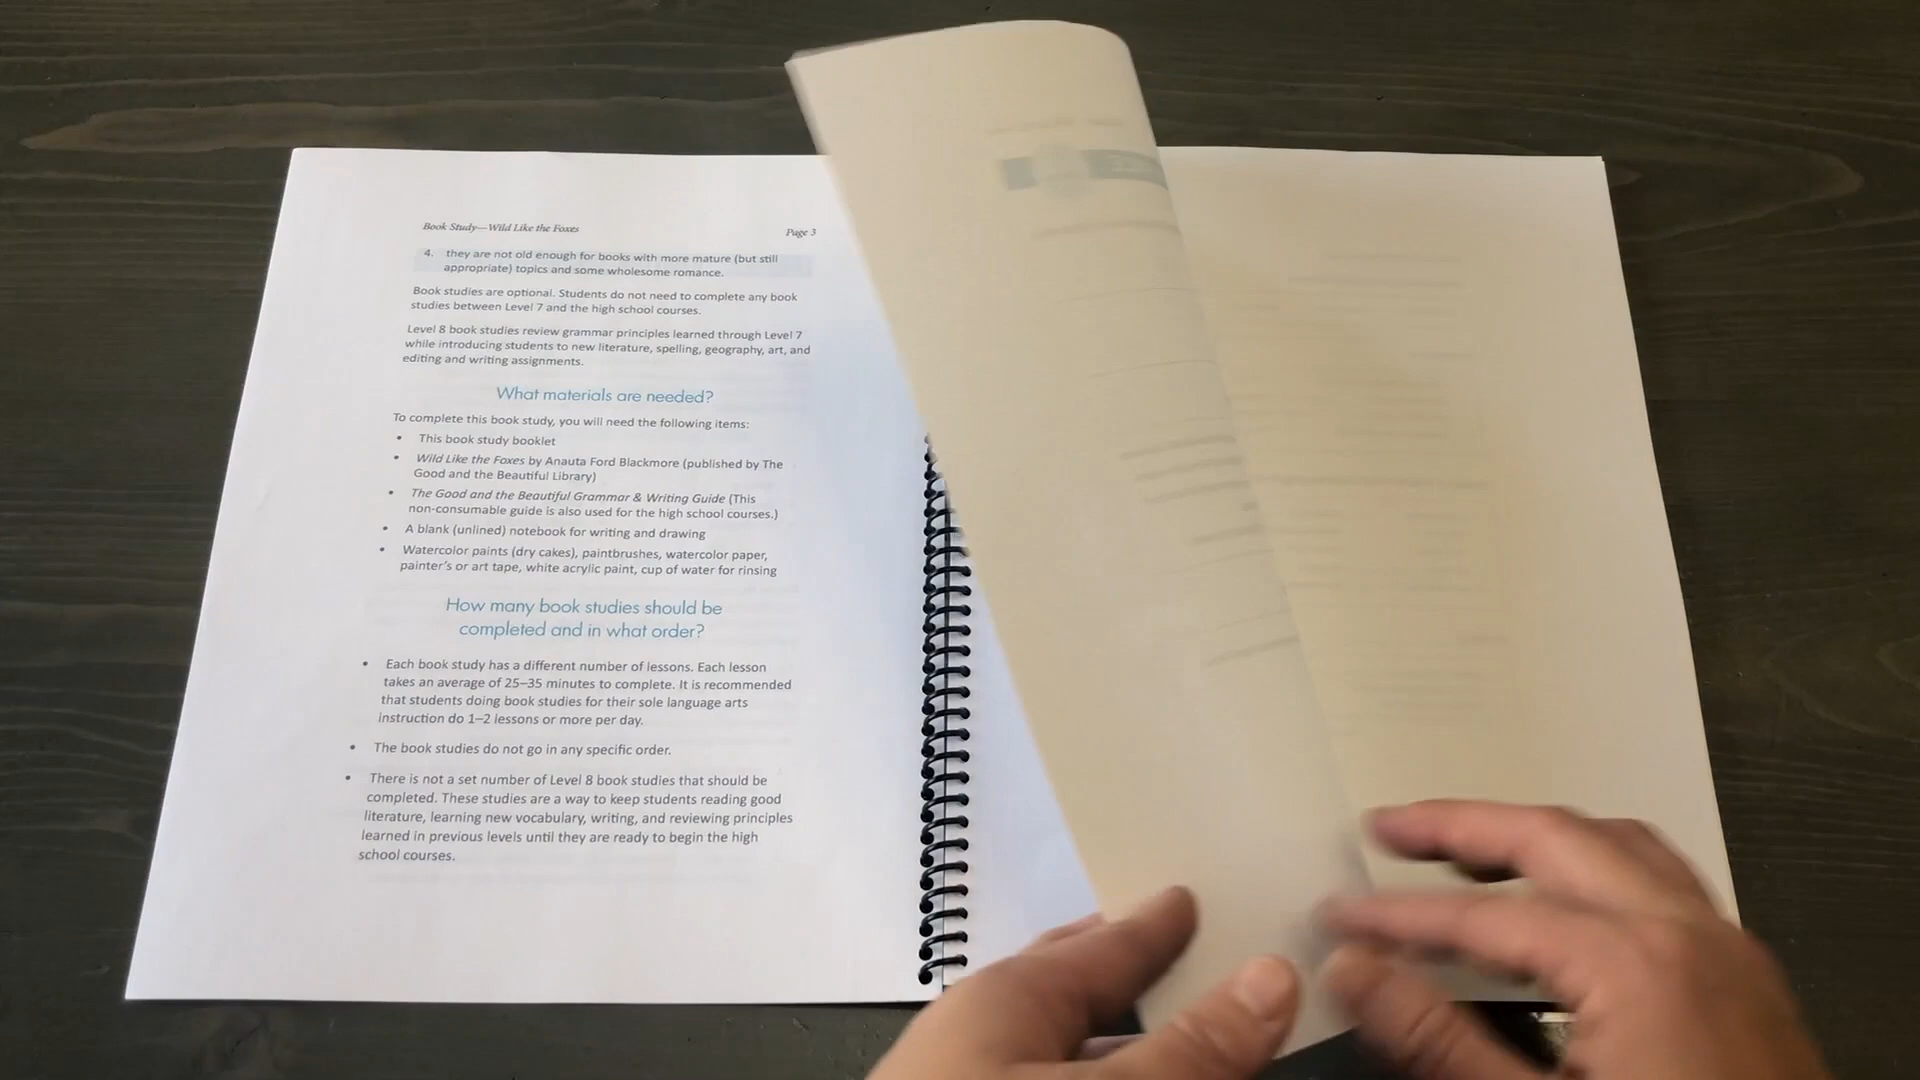 Book Study—Wild Like the Foxes
Page 3
4. they are not old enough for books with more mature (but still
appropriate) topics and some wholesome romance.
Book studies are optional. Students do not need to complete any book
studies between Level 7 and the high school courses.
Level 8 book studies review grammar principles learned through Level 7
while introducing students to new literature, spelling, geography, art, and
editing and writing assignments.
What materials are needed?
To complete this book study, you will need the following items:
• This book study booklet
• Wild Like the Foxes by Anauta Ford Blackmore (published by The
Good and the Beautiful Library)
• The Good and the Beautiful Grammar & Writing Guide (This
non-consumable guide is also used for the high school courses.)
• A blank (unlined) notebook for writing and drawing
• Watercolor paints (dry cakes), paintbrushes, watercolor paper,
painter's or art tape, white acrylic paint, cup of water for rinsing
How many book studies should be
completed and in what order?
• Each book study has a different number of lessons. Each lesson
takes an average of 25–35 minutes to complete. It is recommended
that students doing book studies for their sole language arts
instruction do 1–2 lessons or more per day.
• The book studies do not go in any specific order.
• There is not a set number of Level 8 book studies that should be
completed. These studies are a way to keep students reading good
literature, learning new vocabulary, writing, and reviewing principles
learned in previous levels until they are ready to begin the high
school courses.